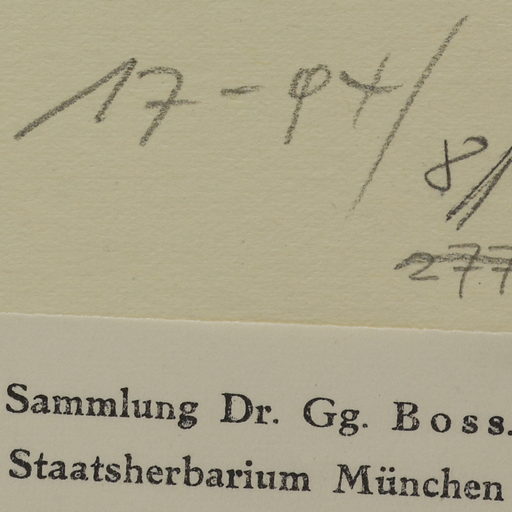 17-94/
8/
277
Sammlung Dr. Gg. Boss.
Staatsherbarium München